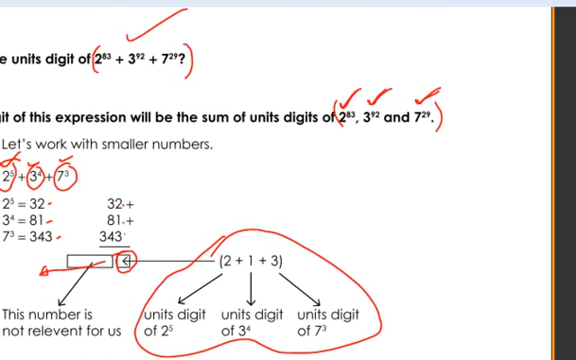 e units digit of (2⁸³ + 3⁹² + 7²⁹?)
git of this expression will be the sum of units digits of (2⁸³, 3⁹² and 7²⁹.)
Let's work with smaller numbers.
2⁵+3⁴+7³
2⁵ = 32 32 +
3⁴ = 81 81 +
7³ = 343 343
6 (2 + 1 + 3)
This number is
not relevent for us
units digit
of 2⁵
units digit
of 3⁴
units digit
of 7³